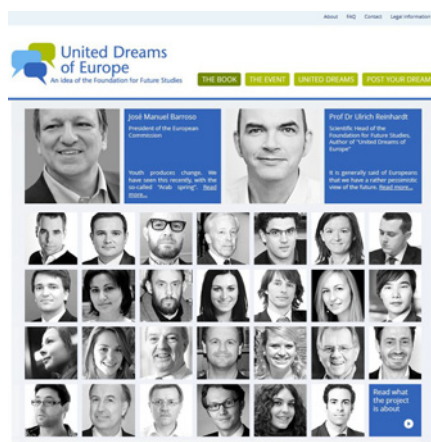 About FAQ Contact Legal information
United Dreams
of Europe
An idea of the Foundation for Future Studies
THE BOOK THE EVENT UNITED DREAMS POST YOUR DREAM
José Manuel Barroso
President of the European
Commission
Youth produces change. We
have seen this recently, with the
so-called "Arab spring". Read
more...
Prof Dr Ulrich Reinhardt
Scientific Head of the
Foundation for Future Studies,
Author of "United Dreams of
Europe"
It is generally said of Europeans
that we have a rather pessimistic
view of the future. Read more...
Read what
the project
is about